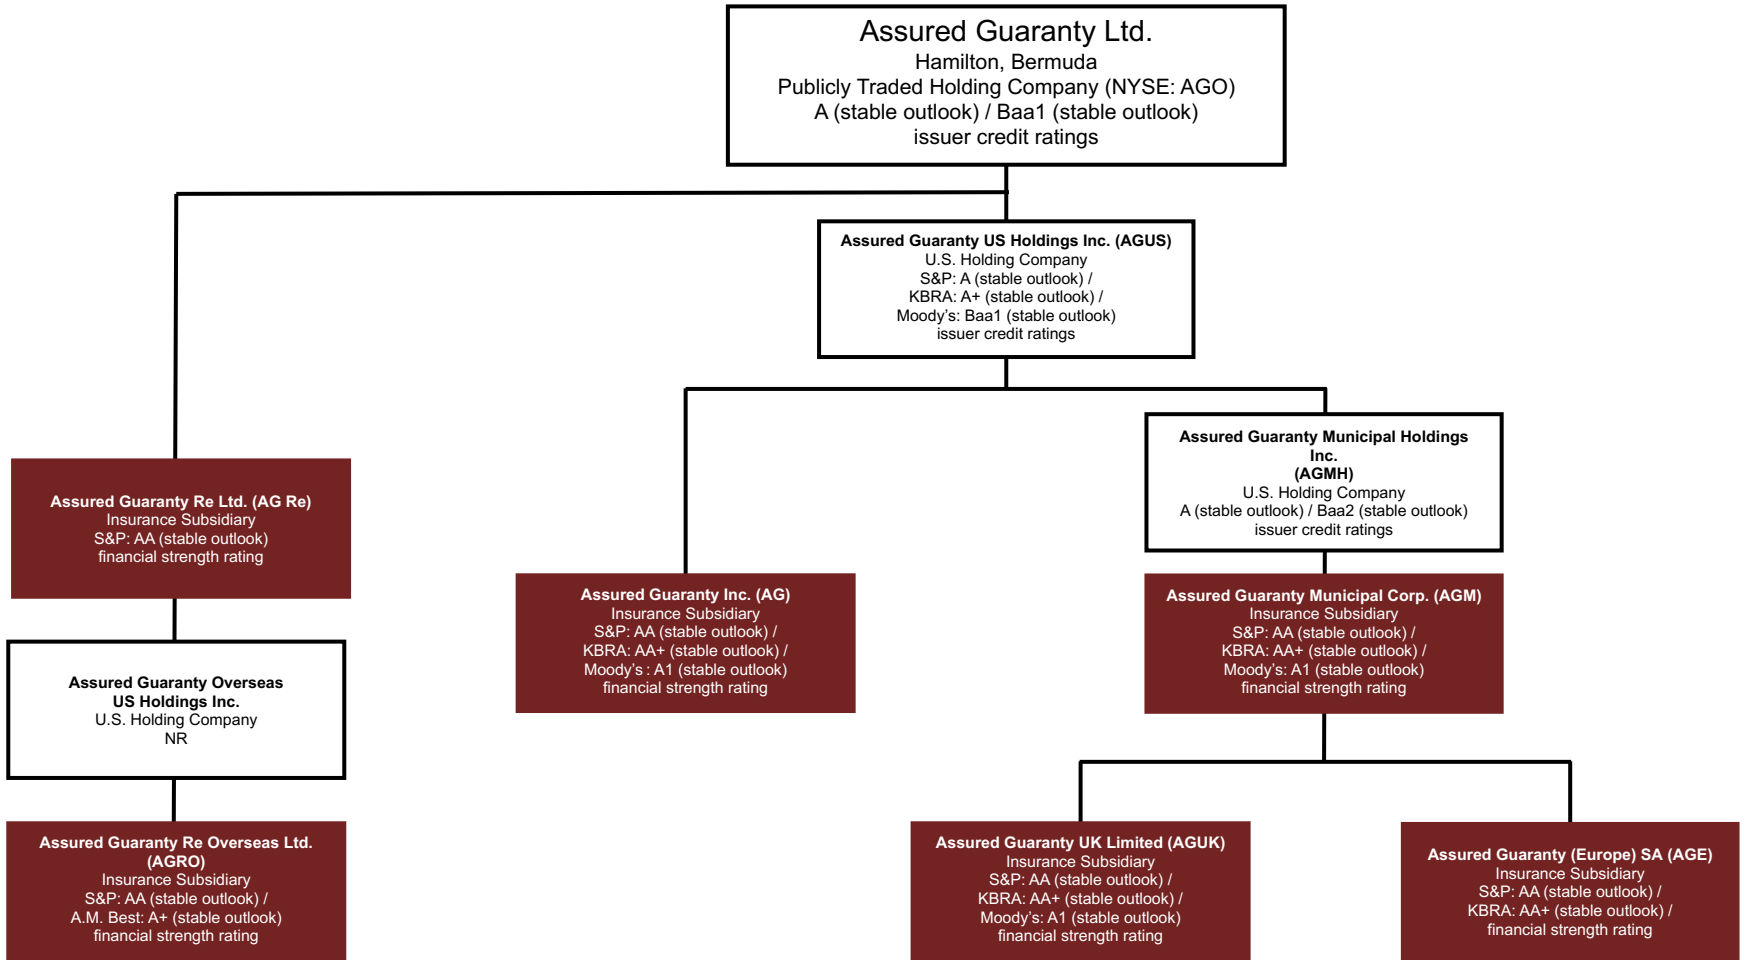 Assured Guaranty Ltd.
Hamilton, Bermuda
Publicly Traded Holding Company (NYSE: AGO)
A (stable outlook) / Baa1 (stable outlook)
issuer credit ratings
Assured Guaranty US Holdings Inc. (AGUS)
U.S. Holding Company
S&P: A (stable outlook) /
KBRA: A+ (stable outlook) /
Moody’s: Baa1 (stable outlook)
issuer credit ratings
Assured Guaranty Municipal Holdings
Inc.
(AGMH)
U.S. Holding Company
A (stable outlook) / Baa2 (stable outlook)
issuer credit ratings
Assured Guaranty Re Ltd. (AG Re)
Insurance Subsidiary
S&P: AA (stable outlook)
financial strength rating
Assured Guaranty Inc. (AG)
Insurance Subsidiary
S&P: AA (stable outlook) /
KBRA: AA+ (stable outlook) /
Moody’s : A1 (stable outlook)
financial strength rating
Assured Guaranty Municipal Corp. (AGM)
Insurance Subsidiary
S&P: AA (stable outlook) /
KBRA: AA+ (stable outlook) /
Moody’s: A1 (stable outlook)
financial strength rating
Assured Guaranty Overseas
US Holdings Inc.
U.S. Holding Company
NR
Assured Guaranty Re Overseas Ltd.
(AGRO)
Insurance Subsidiary
S&P: AA (stable outlook) /
A.M. Best: A+ (stable outlook)
financial strength rating
Assured Guaranty UK Limited (AGUK)
Insurance Subsidiary
S&P: AA (stable outlook) /
KBRA: AA+ (stable outlook) /
Moody’s: A1 (stable outlook)
financial strength rating
Assured Guaranty (Europe) SA (AGE)
Insurance Subsidiary
S&P: AA (stable outlook) /
KBRA: AA+ (stable outlook) /
financial strength rating